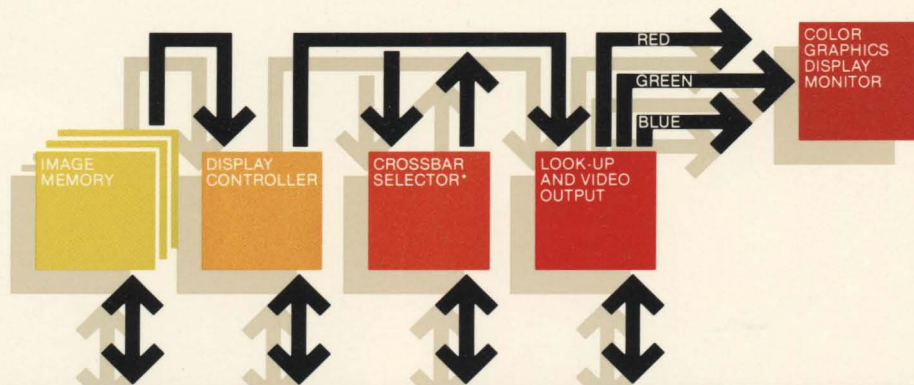 RED
GREEN
BLUE
COLOR
GRAPHICS
DISPLAY
MONITOR
IMAGE
MEMORY
DISPLAY
CONTROLLER
CROSSBAR
SELECTOR*
LOOK-UP
AND VIDEO
OUTPUT